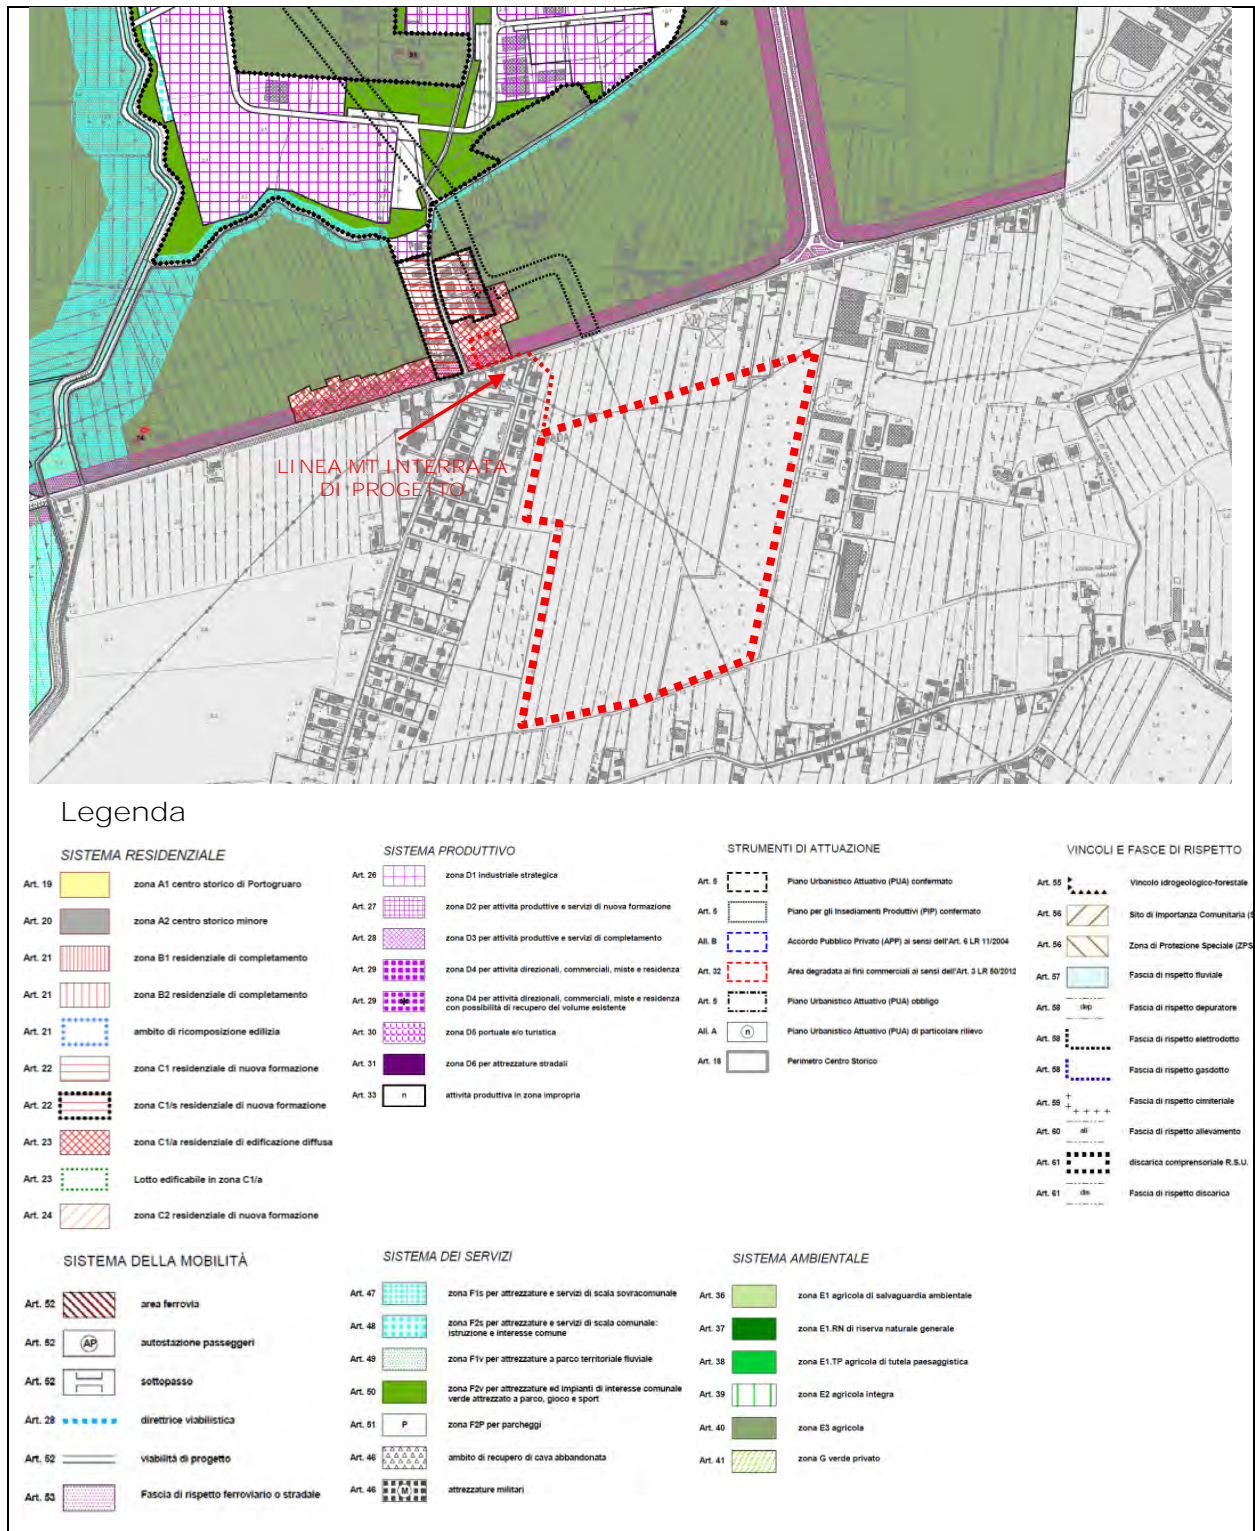 LINEA MT INTERRATA
DI PROGETTO
Legenda
SISTEMA RESIDENZIALE
Art. 19 zona A1 centro storico di Portogruaro
Art. 20 zona A2 centro storico minore
Art. 21 zona B1 residenziale di completamento
Art. 21 zona B2 residenziale di completamento
Art. 21 ambito di ricomposizione edilizia
Art. 22 zona C1 residenziale di nuova formazione
Art. 22 zona C1/s residenziale di nuova formazione
Art. 23 zona C1/a residenziale di edificazione diffusa
Art. 23 Lotto edificabile in zona C1/a
Art. 24 zona C2 residenziale di nuova formazione
SISTEMA PRODUTTIVO
Art. 26 zona D1 industriale strategica
Art. 27 zona D2 per attività produttive e servizi di nuova formazione
Art. 28 zona D3 per attività produttive e servizi di completamento
Art. 29 zona D4 per attività direzionali, commerciali, miste e residenza
Art. 29 * zona D4 per attività direzionali, commerciali, miste e residenza
con possibilità di recupero del volume esistente
Art. 30 zona D5 portuale e/o turistica
Art. 31 zona D6 per attrezzature stradali
Art. 33 n attività produttiva in zona impropria
STRUMENTI DI ATTUAZIONE
Art. 5 Piano Urbanistico Attuativo (PUA) confermato
Art. 5 Piano per gli Insediamenti Produttivi (PIP) confermato
All. B Accordo Pubblico Privato (APP) ai sensi dell'Art. 6 LR 11/2004
Art. 32 Area degradata ai fini commerciali ai sensi dell'Art. 3 LR 50/2012
Art. 5 Piano Urbanistico Attuativo (PUA) obbligo
All. A n Piano Urbanistico Attuativo (PUA) di particolare rilievo
Art. 18 Perimetro Centro Storico
VINCOLI E FASCE DI RISPETTO
Art. 55 Vincolo idrogeologico-forestale
Art. 56 Sito di Importanza Comunitaria (S
Art. 56 Zona di Protezione Speciale (ZPS
Art. 57 Fascia di rispetto fluviale
Art. 58 dep Fascia di rispetto depuratore
Art. 58 Fascia di rispetto elettrodotto
Art. 58 Fascia di rispetto gasdotto
Art. 59 Fascia di rispetto cimiteriale
Art. 60 all Fascia di rispetto allevamento
Art. 61 discarica comprensoriale R.S.U.
Art. 61 dis Fascia di rispetto discarica
SISTEMA DELLA MOBILITÀ
Art. 52 area ferrovia
Art. 52 AP autostazione passeggeri
Art. 52 sottopasso
Art. 28 direttrice viabilistica
Art. 52 viabilità di progetto
Art. 53 Fascia di rispetto ferroviario o stradale
SISTEMA DEI SERVIZI
Art. 47 zona F1s per attrezzature e servizi di scala sovracomunale
Art. 48 zona F2s per attrezzature e servizi di scala comunale:
istruzione e interesse comune
Art. 49 zona F1v per attrezzature a parco territoriale fluviale
Art. 50 zona F2v per attrezzature ed impianti di interesse comunale
verde attrezzato a parco, gioco e sport
Art. 51 P zona F2P per parcheggi
Art. 46 ambito di recupero di cava abbandonata
Art. 46 M attrezzature militari
SISTEMA AMBIENTALE
Art. 36 zona E1 agricola di salvaguardia ambientale
Art. 37 zona E1.RN di riserva naturale generale
Art. 38 zona E1.TP agricola di tutela paesaggistica
Art. 39 zona E2 agricola integra
Art. 40 zona E3 agricola
Art. 41 zona G verde privato